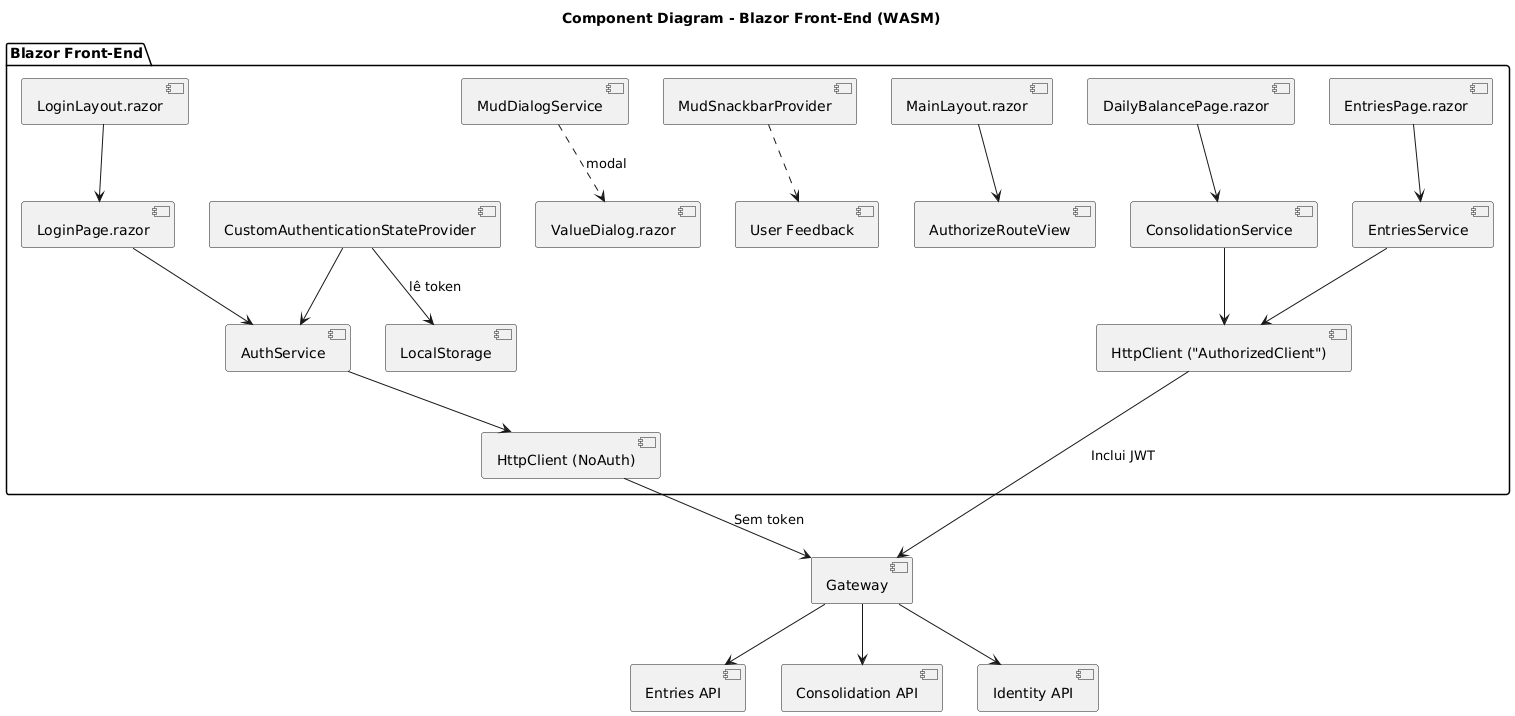 Component Diagram - Blazor Front-End (WASM)
Blazor Front-End
LoginLayout.razor
MudDialogService
MudSnackbarProvider
MainLayout.razor
DailyBalancePage.razor
EntriesPage.razor
modal
LoginPage.razor
CustomAuthenticationStateProvider
ValueDialog.razor
User Feedback
AuthorizeRouteView
ConsolidationService
EntriesService
lê token
AuthService
LocalStorage
HttpClient ("AuthorizedClient")
HttpClient (NoAuth)
Inclui JWT
Sem token
Gateway
Entries API
Consolidation API
Identity API